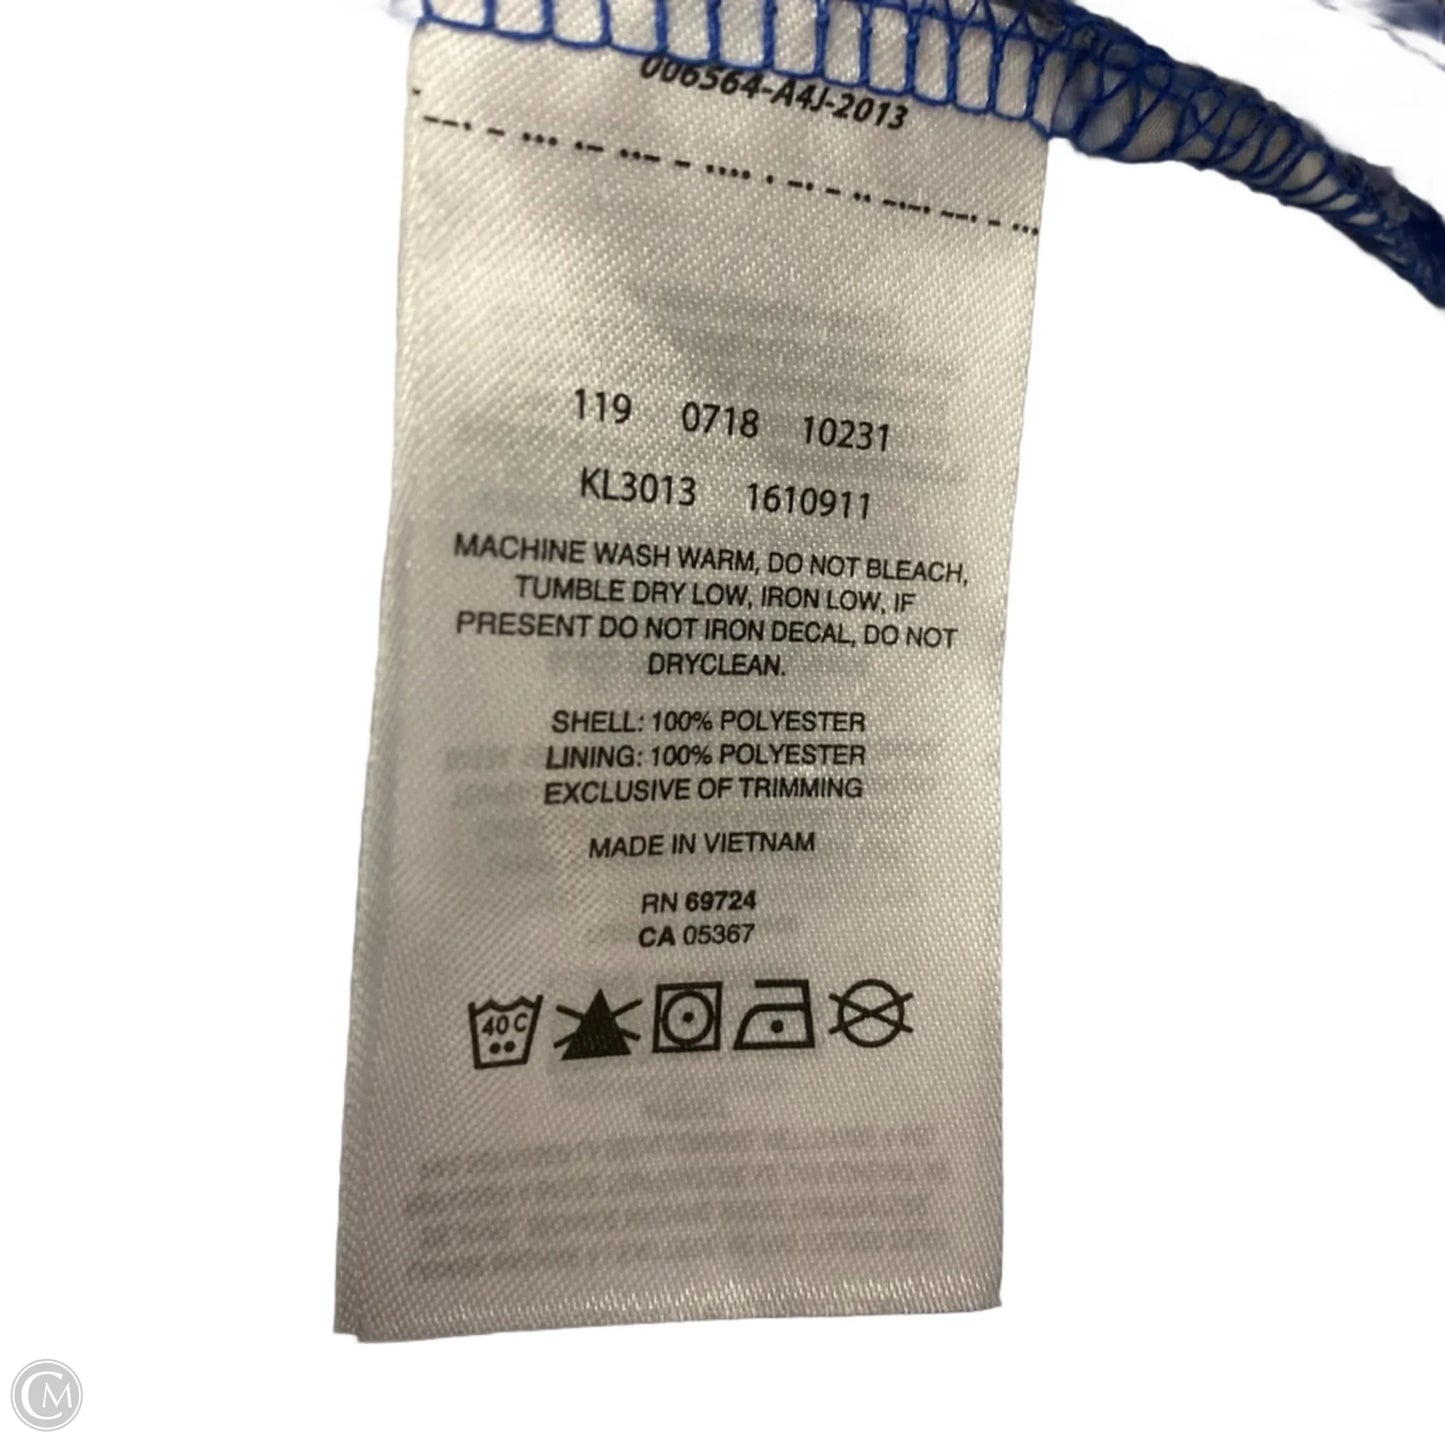 006564-A4J-2013
119 0718 10231
KL3013 1610911
MACHINE WASH WARM, DO NOT BLEACH,
TUMBLE DRY LOW, IRON LOW, IF
PRESENT DO NOT IRON DECAL, DO NOT
DRYCLEAN.
SHELL: 100% POLYESTER
LINING: 100% POLYESTER
EXCLUSIVE OF TRIMMING
MADE IN VIETNAM
RN 69724
CA 05367
40 C
CM